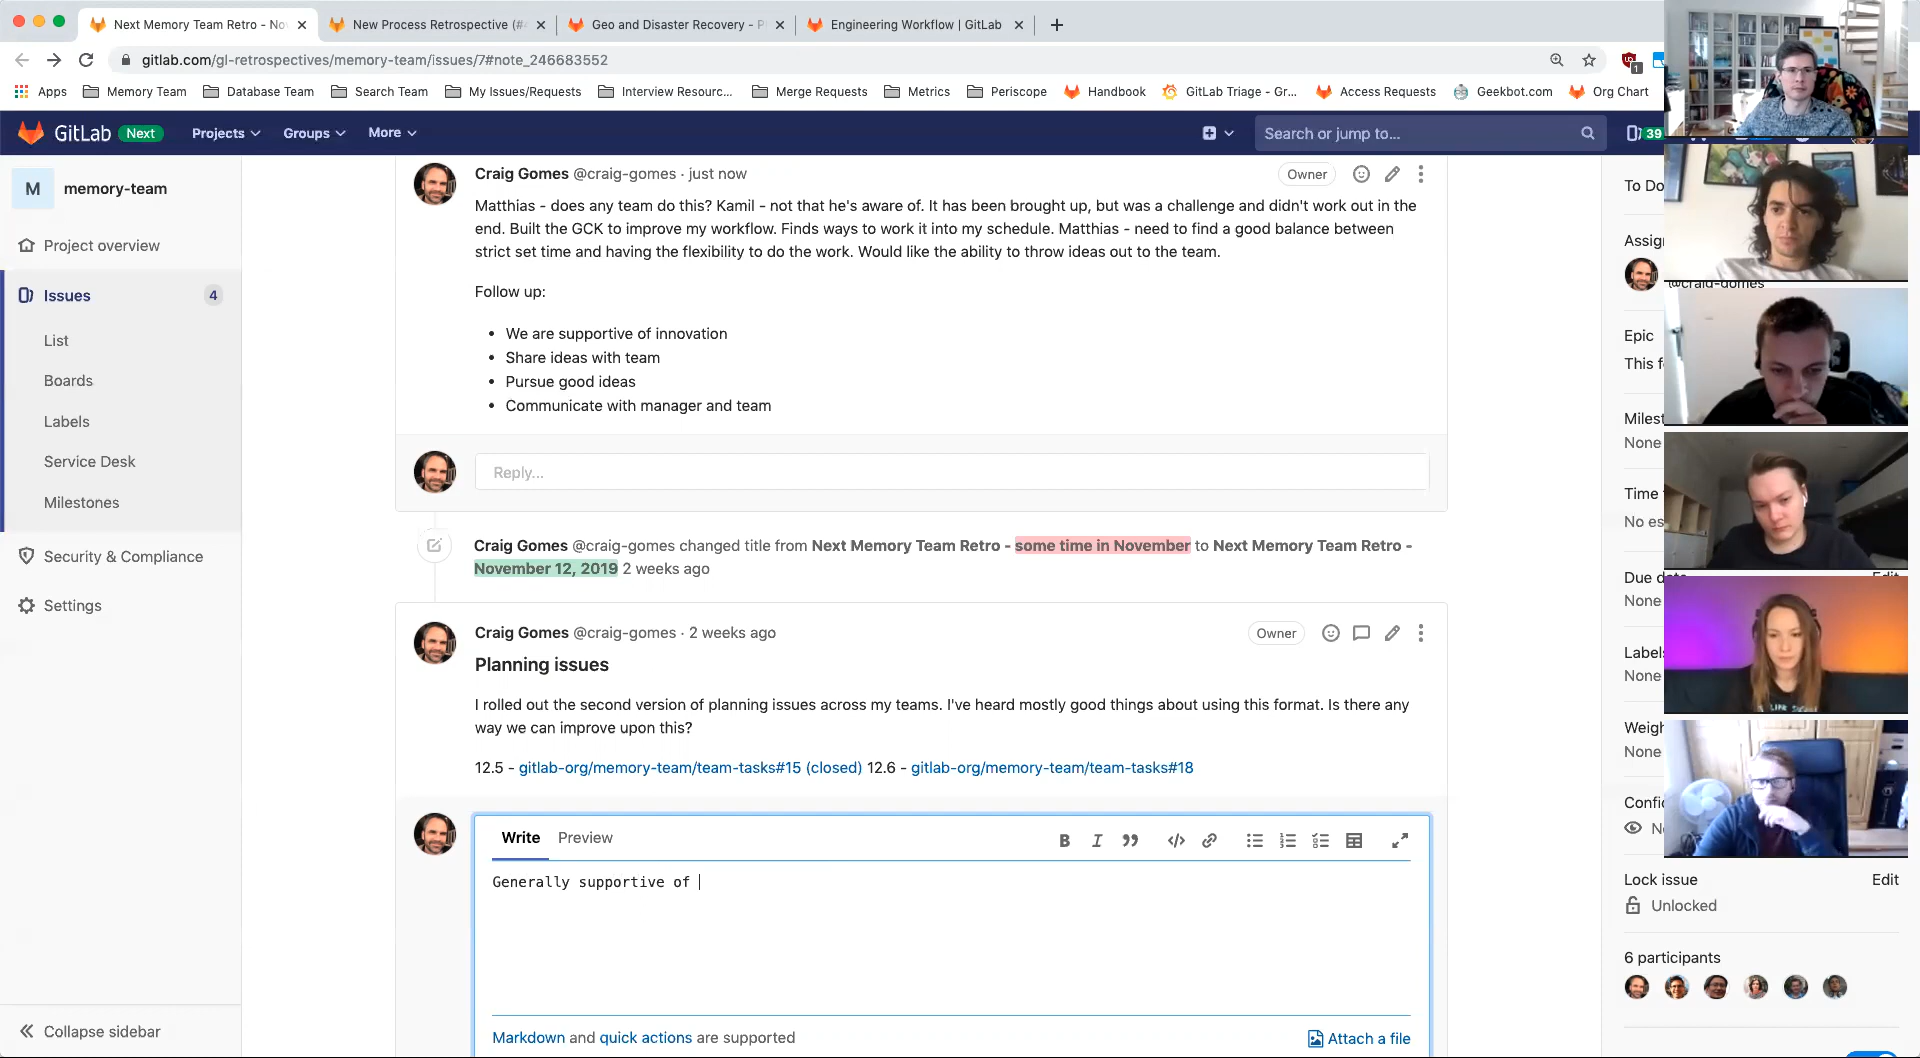 Next Memory Team Retro - No
New Process Retrospective (#
Geo and Disaster Recovery - P
Engineering Workflow | GitLab
gitlab.com/gl-retrospectives/memory-team/issues/7#note_246683552
1
Apps
Memory Team
Database Team
Search Team
My Issues/Requests
Interview Resourc...
Merge Requests
Metrics
Periscope
Handbook
GitLab Triage - Gr...
Access Requests
Geekbot.com
Org Chart
GitLab Next
Projects
Groups
More
Search or jump to...
39
M memory-team
Project overview
Issues 4
List
Boards
Labels
Service Desk
Milestones
Security & Compliance
Settings
Collapse sidebar
Craig Gomes @craig-gomes · just now
Owner
Matthias - does any team do this? Kamil - not that he's aware of. It has been brought up, but was a challenge and didn't work out in the
end. Built the GCK to improve my workflow. Finds ways to work it into my schedule. Matthias - need to find a good balance between
strict set time and having the flexibility to do the work. Would like the ability to throw ideas out to the team.
Follow up:
• We are supportive of innovation
• Share ideas with team
• Pursue good ideas
• Communicate with manager and team
Reply...
Craig Gomes @craig-gomes changed title from Next Memory Team Retro - some time in November to Next Memory Team Retro -
November 12, 2019 2 weeks ago
Craig Gomes @craig-gomes · 2 weeks ago
Owner
Planning issues
I rolled out the second version of planning issues across my teams. I've heard mostly good things about using this format. Is there any
way we can improve upon this?
12.5 - gitlab-org/memory-team/team-tasks#15 (closed) 12.6 - gitlab-org/memory-team/team-tasks#18
Write
Preview
Generally supportive of
Markdown and quick actions are supported
Attach a file
To Do
Assig
@craig-gomes
Epic
This f
Milest
None
Time
No es
Due date
Edit
None
Labels
None
Weigh
None
Confid
Lock issue
Edit
Unlocked
6 participants